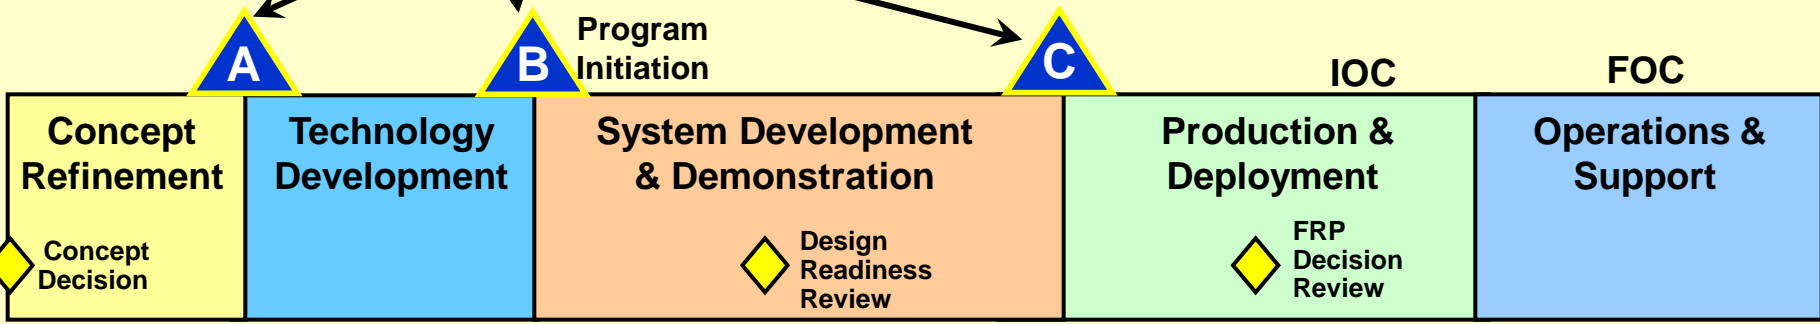 A
B
Program
Initiation
C
IOC
FOC
Concept
Refinement
Technology
Development
System Development
& Demonstration
Production &
Deployment
Operations &
Support
Concept
Decision
Design
Readiness
Review
FRP
Decision
Review